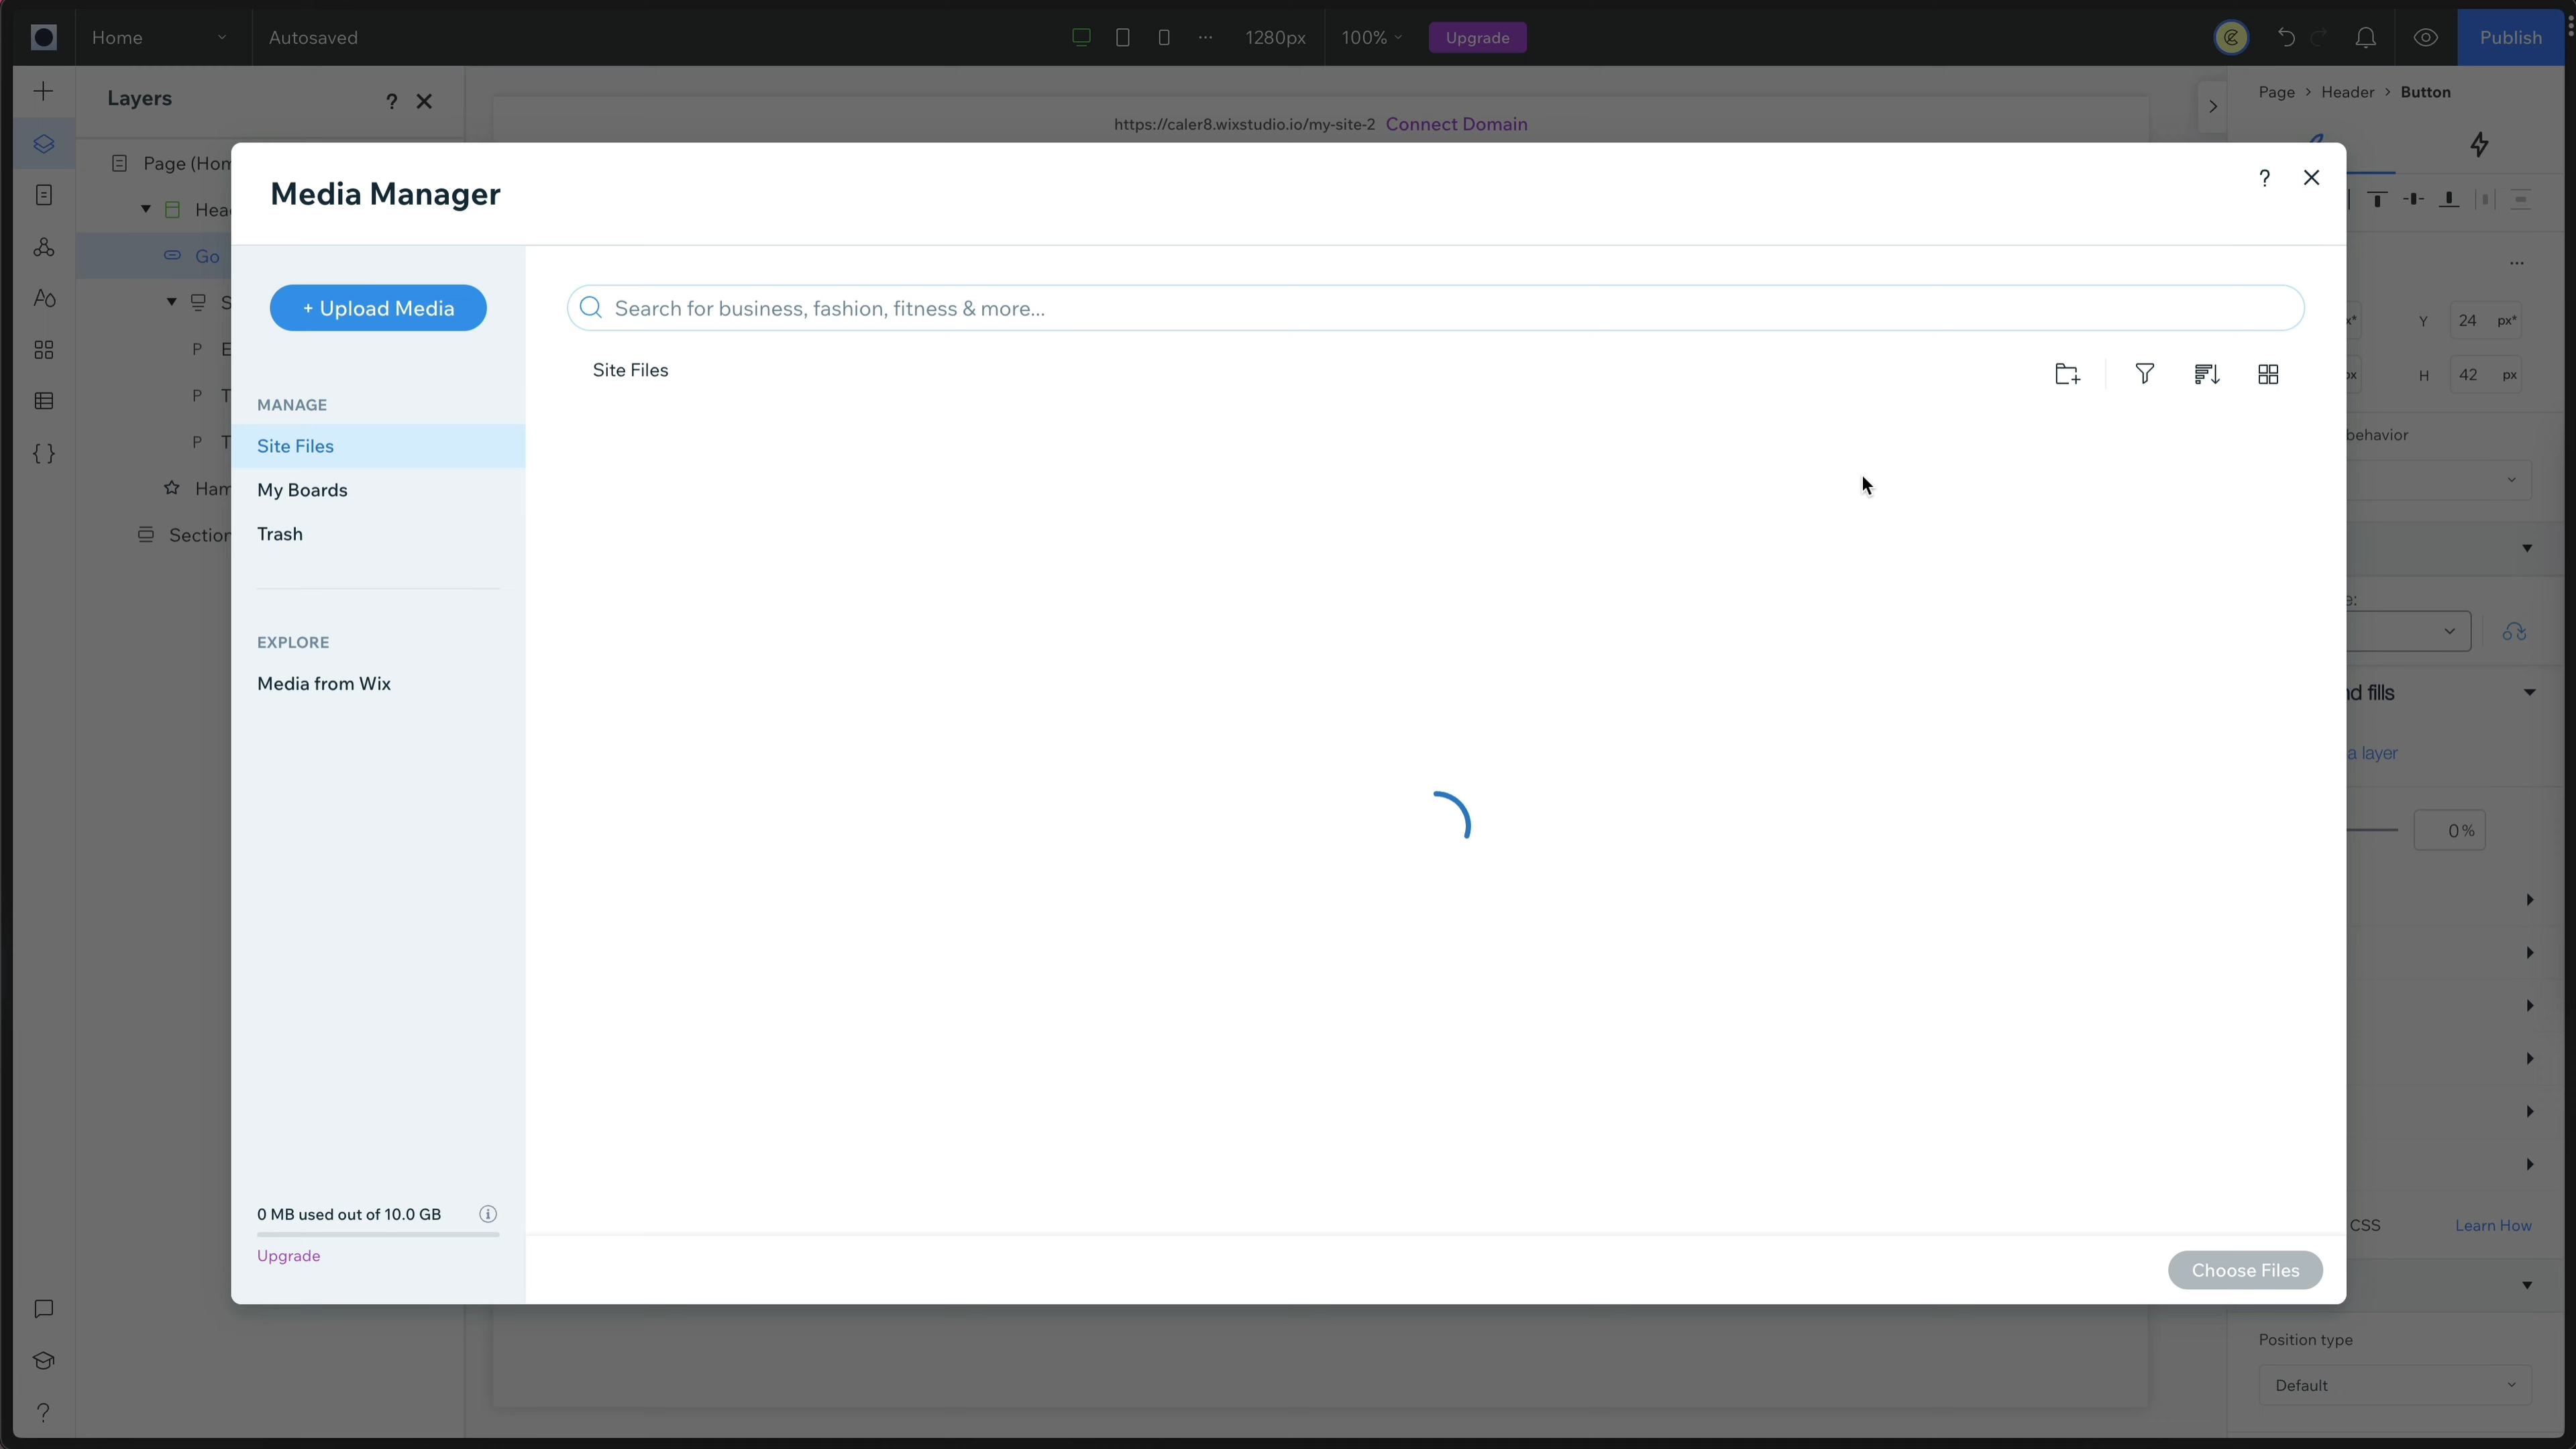 Home
Autosaved
1280px
100%
Upgrade
Publish
Layers
?
Page > Header > Button
https://caler8.wixstudio.io/my-site-2 Connect Domain
Page (Hom
Head
Go
S
P E
P T
P T
Ham
Section
Media Manager
?
+ Upload Media
MANAGE
Site Files
My Boards
Trash
EXPLORE
Media from Wix
0 MB used out of 10.0 GB
Upgrade
Search for business, fashion, fitness & more...
Site Files
Choose Files
x*
Y 24 px*
px
H 42 px
behavior
e:
nd fills
a layer
0 %
CSS
Learn How
Position type
Default
?